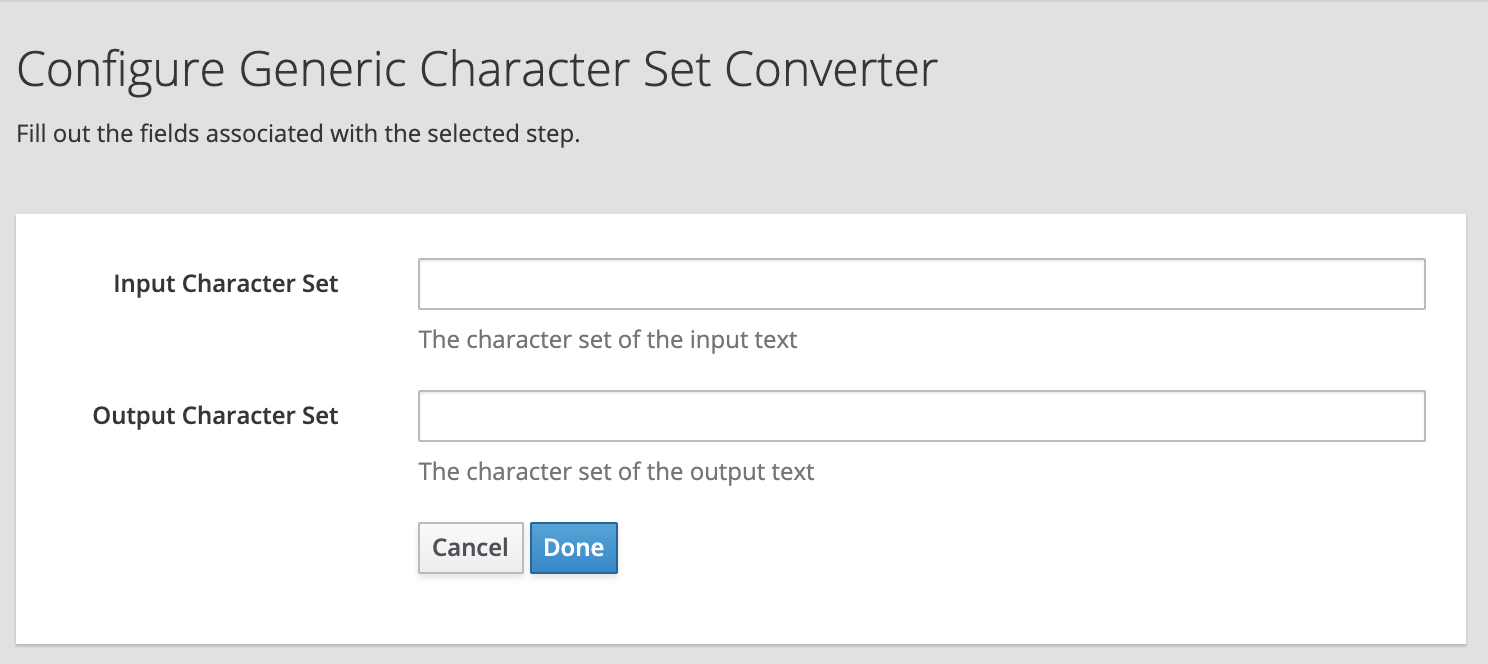 Configure Generic Character Set Converter
Fill out the fields associated with the selected step.
Input Character Set
The character set of the input text
Output Character Set
The character set of the output text
Cancel Done